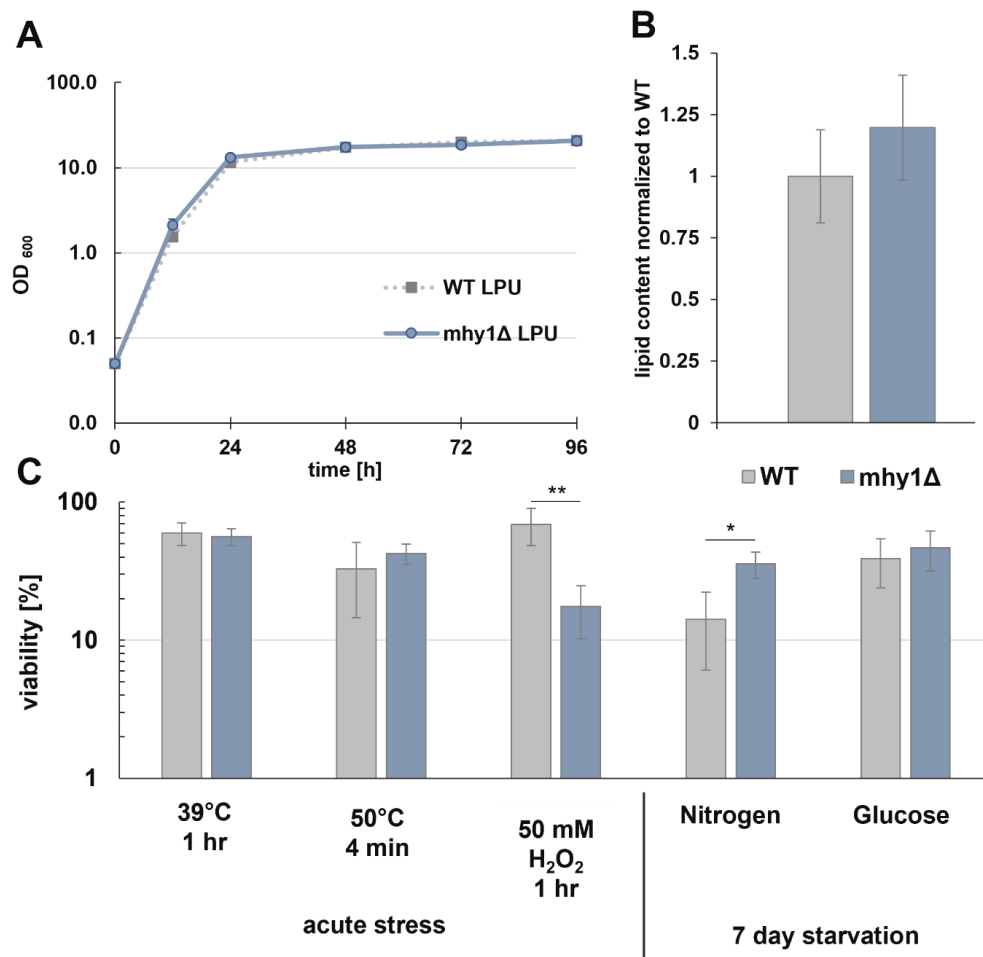 A
100.0
10.0
1.0
0.1
0.0
OD 600
WT LPU
mhy1Δ LPU
0 24 48 72 96
time [h]
B
1.5
1.25
1
0.75
0.5
0.25
0
lipid content normalized to WT
WT mhy1Δ
C
100
10
1
viability [%]
**
*
39°C
1 hr
50°C
4 min
50 mM
H₂O₂
1 hr
Nitrogen
Glucose
acute stress
7 day starvation